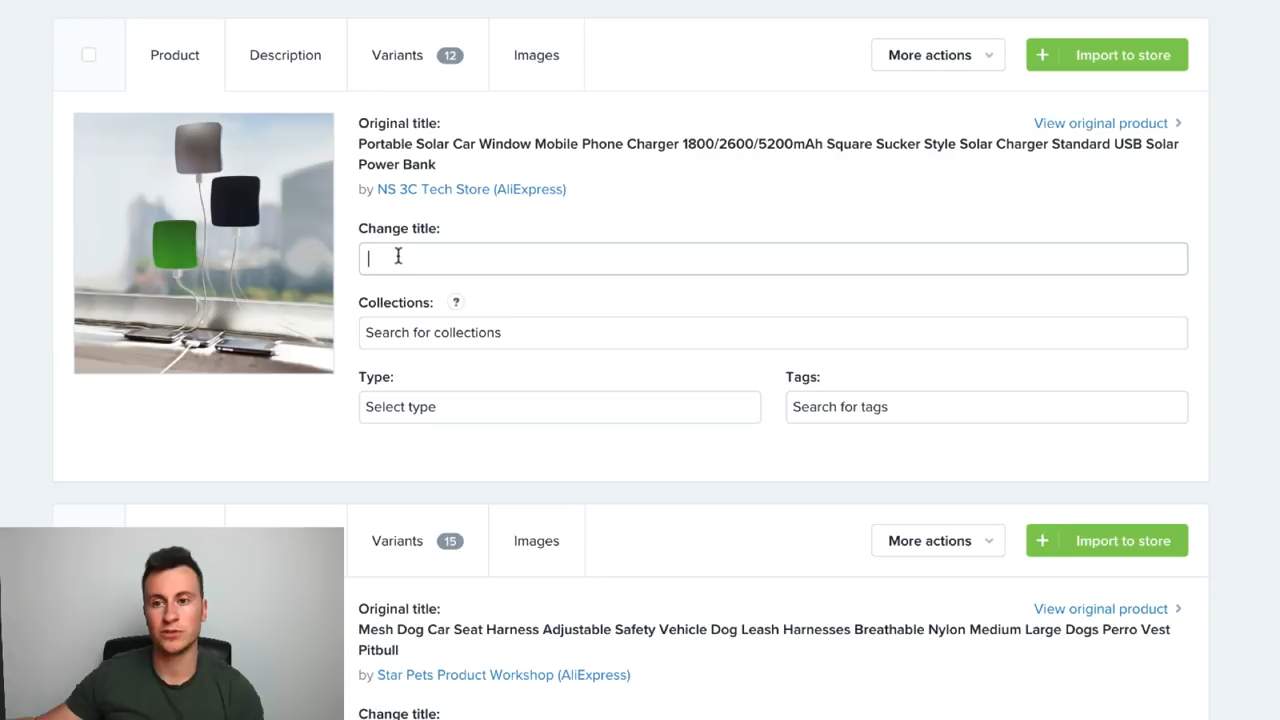 Product
Description
Variants 12
Images
More actions
+ Import to store
Original title:
View original product
Portable Solar Car Window Mobile Phone Charger 1800/2600/5200mAh Square Sucker Style Solar Charger Standard USB Solar
Power Bank
by NS 3C Tech Store (AliExpress)
Change title:
Collections: ?
Search for collections
Type:
Tags:
Select type
Search for tags
Variants 15
Images
More actions
+ Import to store
Original title:
View original product
Mesh Dog Car Seat Harness Adjustable Safety Vehicle Dog Leash Harnesses Breathable Nylon Medium Large Dogs Perro Vest
Pitbull
by Star Pets Product Workshop (AliExpress)
Change title: